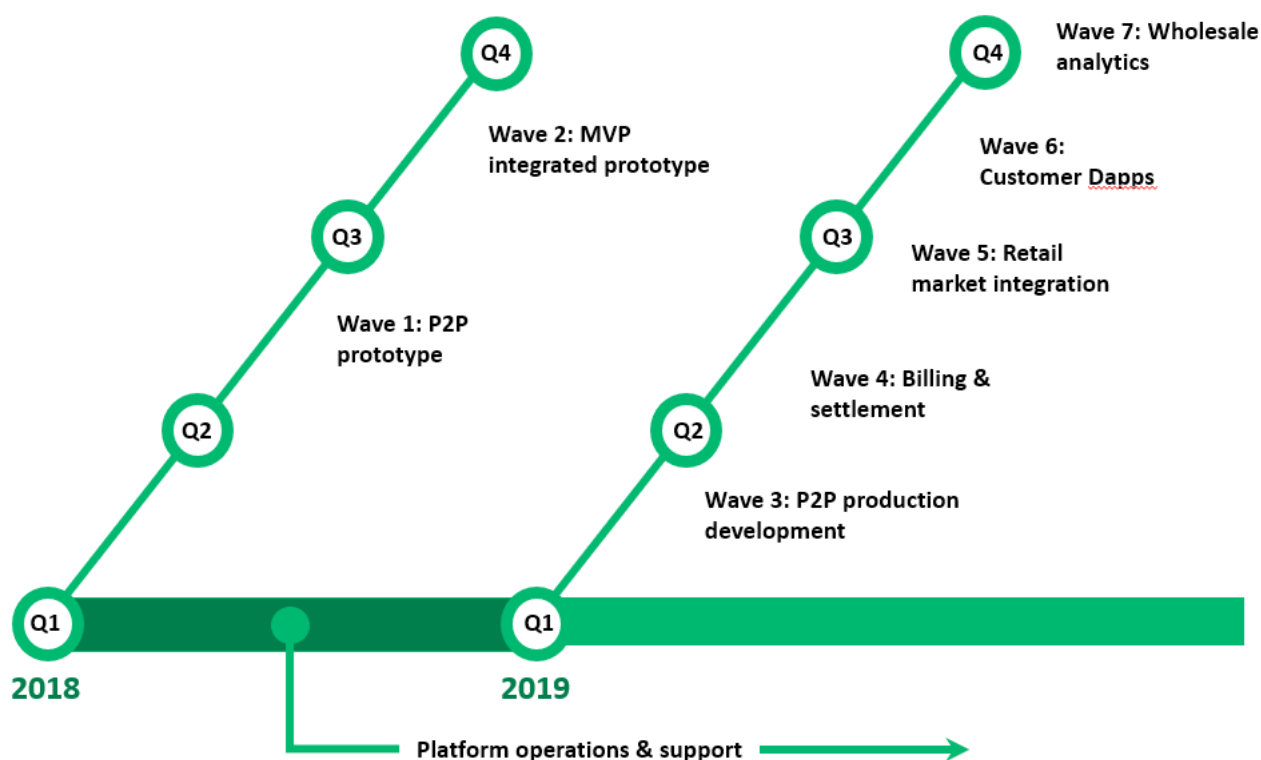 Q4
Wave 2: MVP
integrated prototype
Q3
Wave 1: P2P
prototype
Q2
Q1
2018
Q4
Wave 7: Wholesale
analytics
Wave 6:
Customer Dapps
Q3
Wave 5: Retail
market integration
Wave 4: Billing &
settlement
Q2
Wave 3: P2P production
development
Q1
2019
Platform operations & support